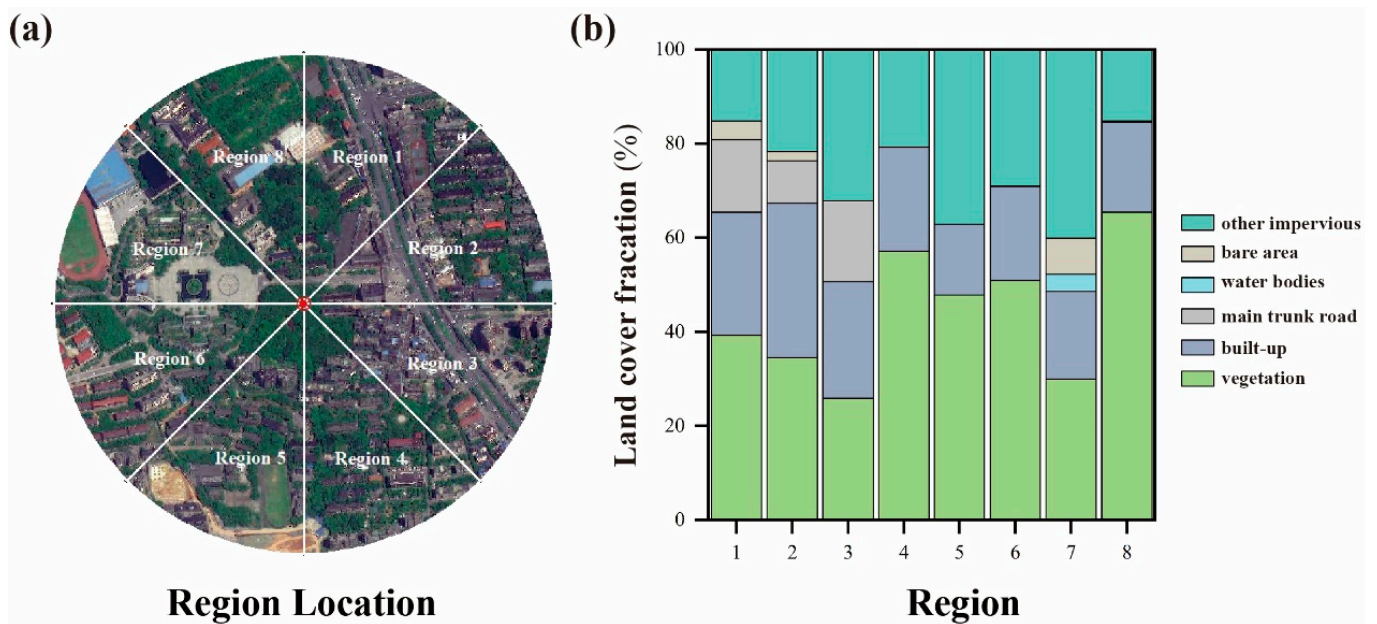 (a)
Region 8
Region 1
Region 7
Region 2
Region 6
Region 3
Region 5
Region 4
Region Location
(b)
Land cover fracation (%)
100
80
60
40
20
0
1 2 3 4 5 6 7 8
Region
other impervious
bare area
water bodies
main trunk road
built-up
vegetation